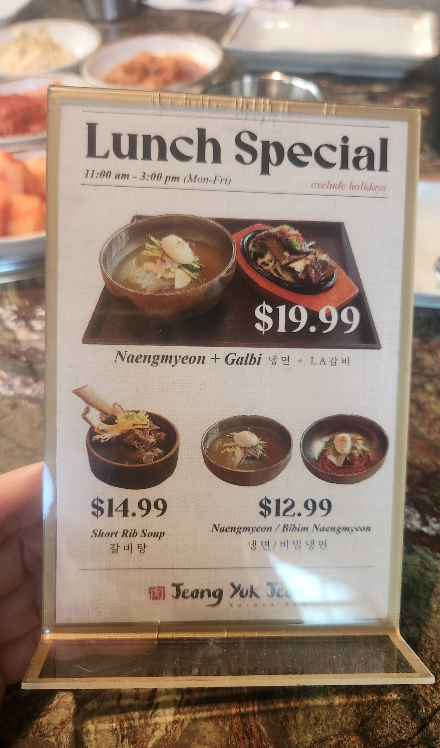 Lunch Special
11:00 am - 3:00 pm (Mon-Fri)
exclude holidays
$19.99
Naengmyeon + Galbi 냉면 + LA갈비
$14.99
Short Rib Soup
갈비탕
$12.99
Naengmyeon / Bibim Naengmyeon
냉면/비빔냉면
Jeong Yuk
Korean